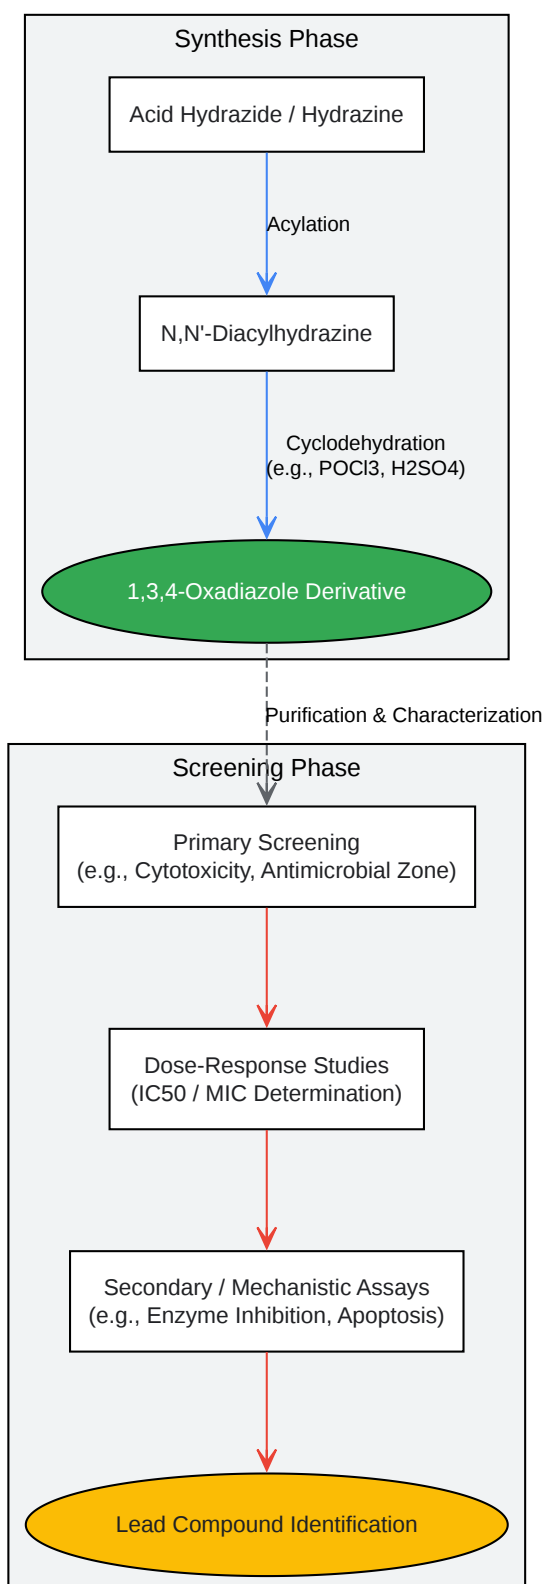 Synthesis Phase
Acid Hydrazide / Hydrazine
Acylation
N,N'-Diacylhydrazine
Cyclodehydration
(e.g., POCl3, H2SO4)
1,3,4-Oxadiazole Derivative
Purification & Characterization
Screening Phase
Primary Screening
(e.g., Cytotoxicity, Antimicrobial Zone)
Dose-Response Studies
(IC50 / MIC Determination)
Secondary / Mechanistic Assays
(e.g., Enzyme Inhibition, Apoptosis)
Lead Compound Identification